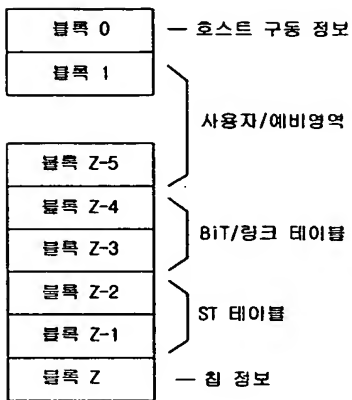 블록 0 — 호스트 구동 정보
블록 1
사용자/예비영역
블록 Z-5
블록 Z-4
BiT/링크 테이블
블록 Z-3
블록 Z-2
ST 테이블
블록 Z-1
블록 Z — 칩 정보